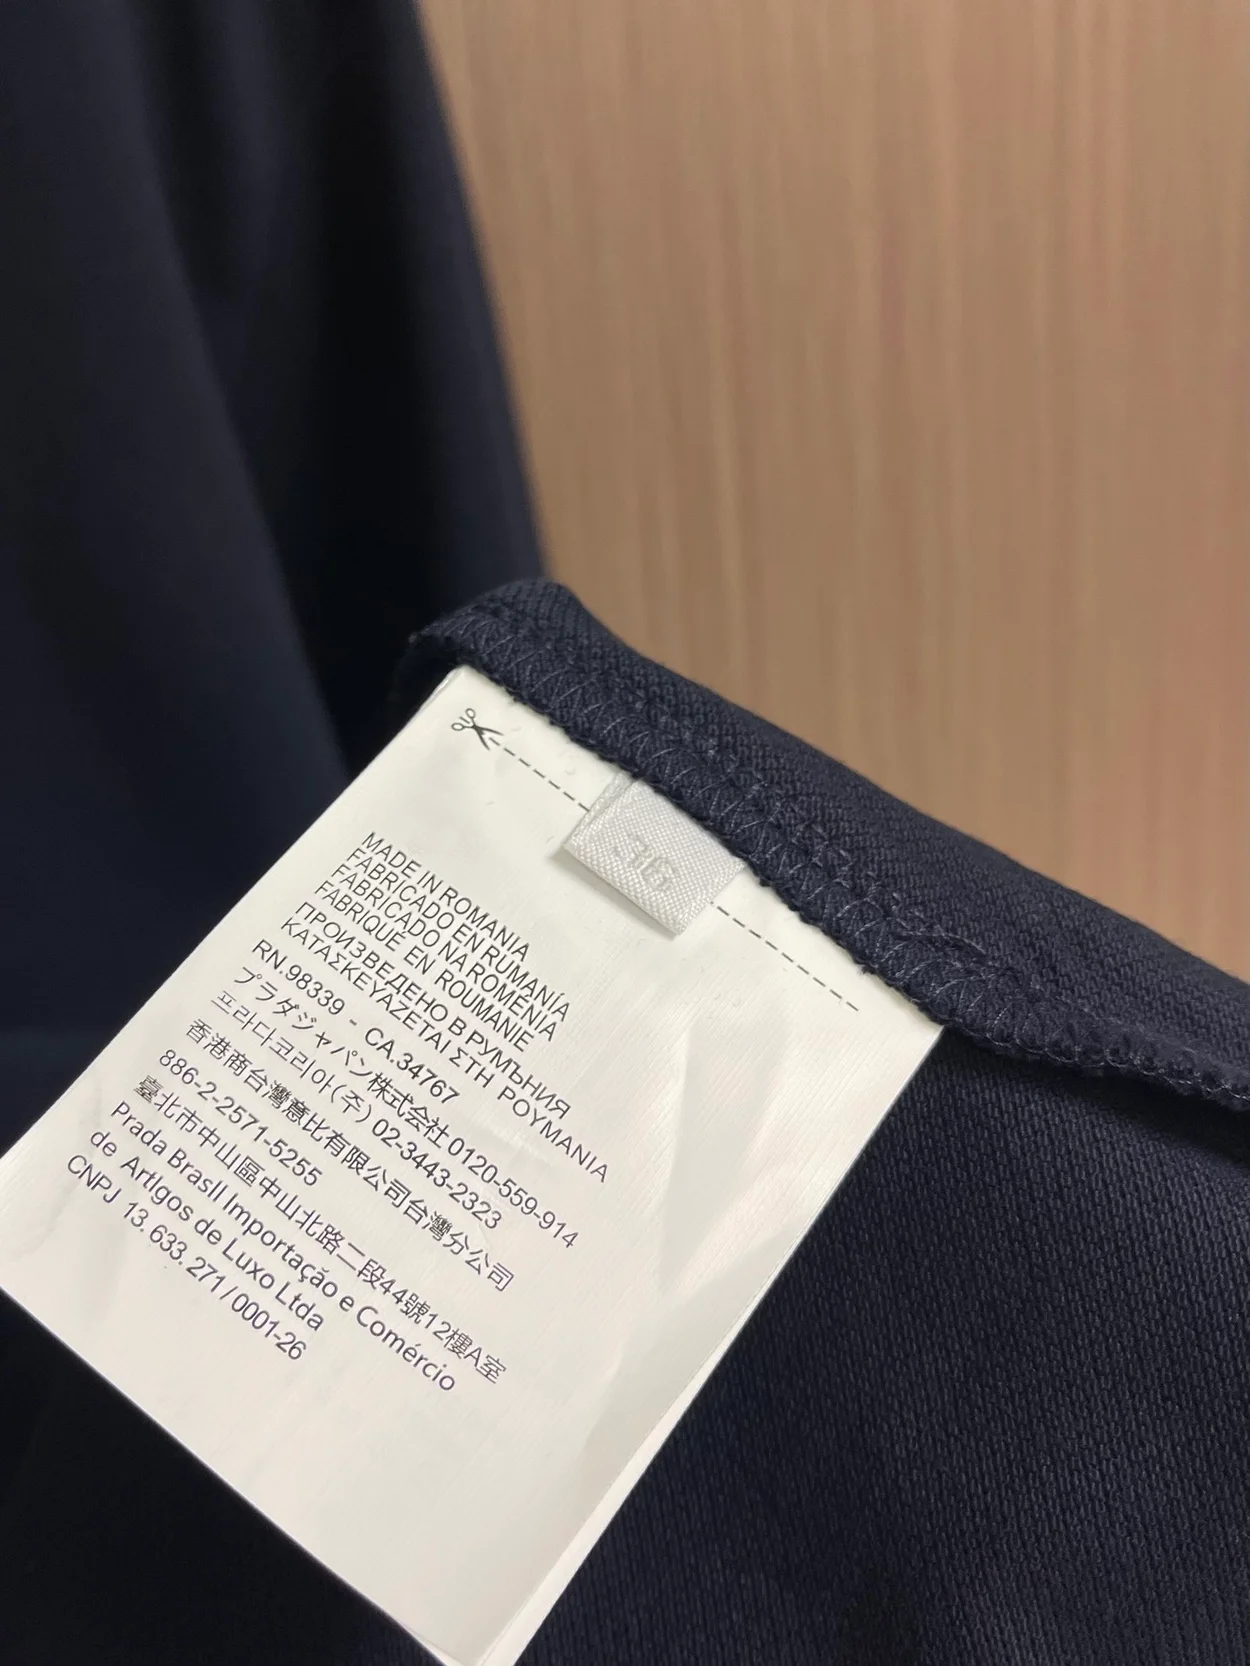 MADE IN ROMANIA
FABRICADO EN RUMANÍA
FABRICADO NA ROMÉNIA
FABRIQUÉ EN ROUMANIE
ПРОИЗВЕДЕНО В РУМЪНИЯ
ΚΑΤΑΣΚΕΥΑΖΕΤΑΙ ΣΤΗ ΡΟΥΜΑΝΙΑ
RN.98339 - CA.34767
プラダジャパン株式会社 0120-559-914
프라다코리아(주) 02-3443-2323
香港商台灣意比有限公司台灣分公司
886-2-2571-5255
臺北市中山區中山北路二段44號12樓A室
Prada Brasil Importação e Comércio
de Artigos de Luxo Ltda
CNPJ 13.633.271/0001-26